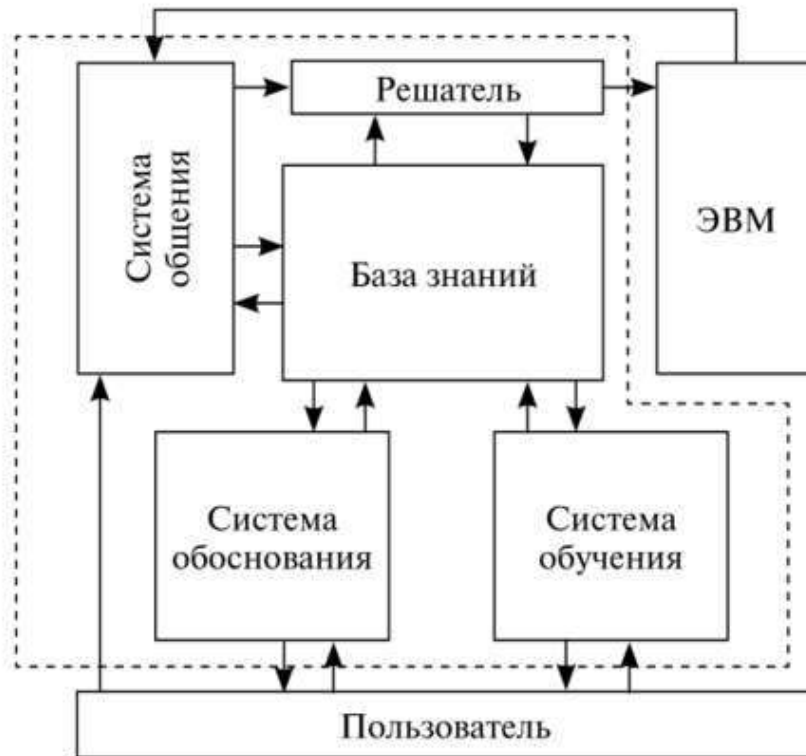 Решатель
Система
общения
База знаний
ЭВМ
Система
обоснования
Система
обучения
Пользователь